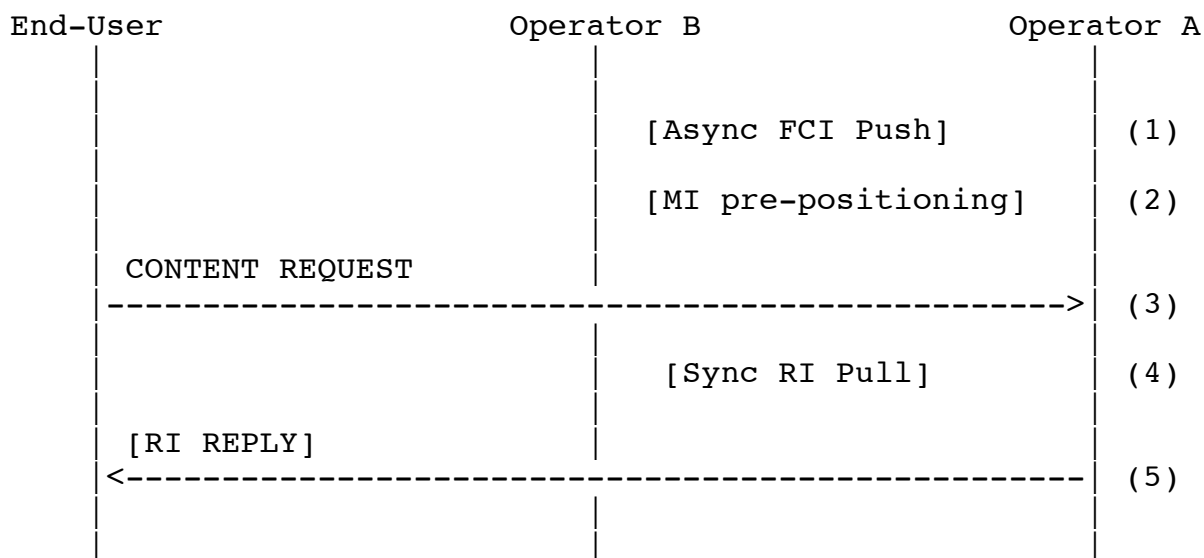 End-User Operator B Operator A
[Async FCI Push] (1)
[MI pre-positioning] (2)
CONTENT REQUEST
(3)
[Sync RI Pull] (4)
[RI REPLY]
(5)